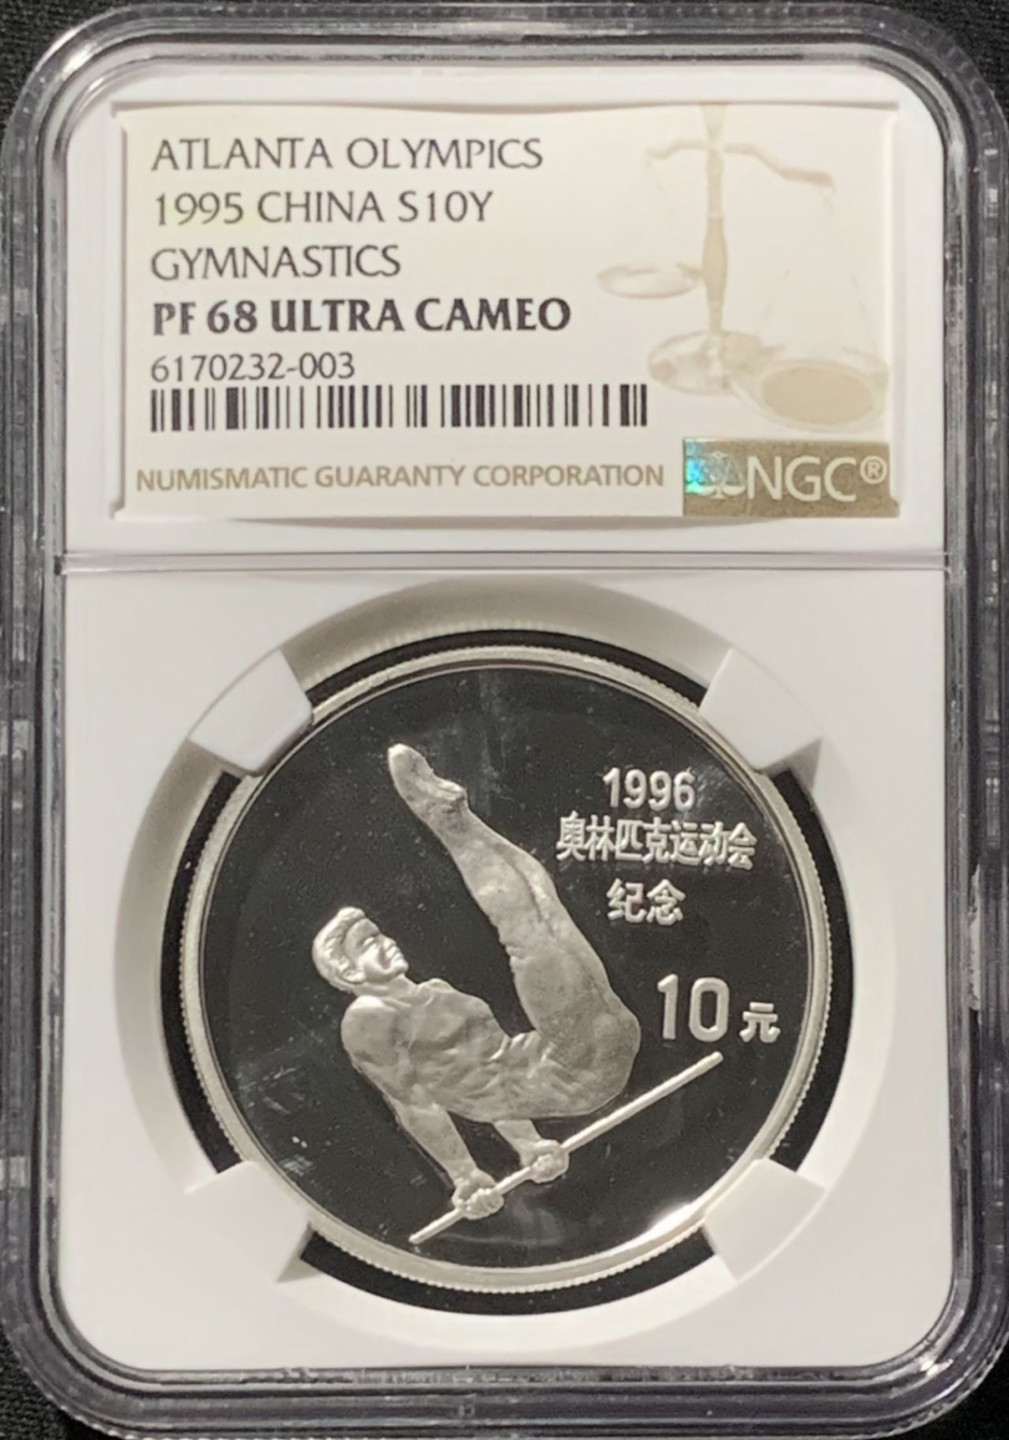 ATLANTA OLYMPICS
1995 CHINA S10Y
GYMNASTICS
PF 68 ULTRA CAMEO
6170232-003
NUMISMATIC GUARANTY CORPORATION
NGC®
1996
奥林匹克运动会
纪念
10元